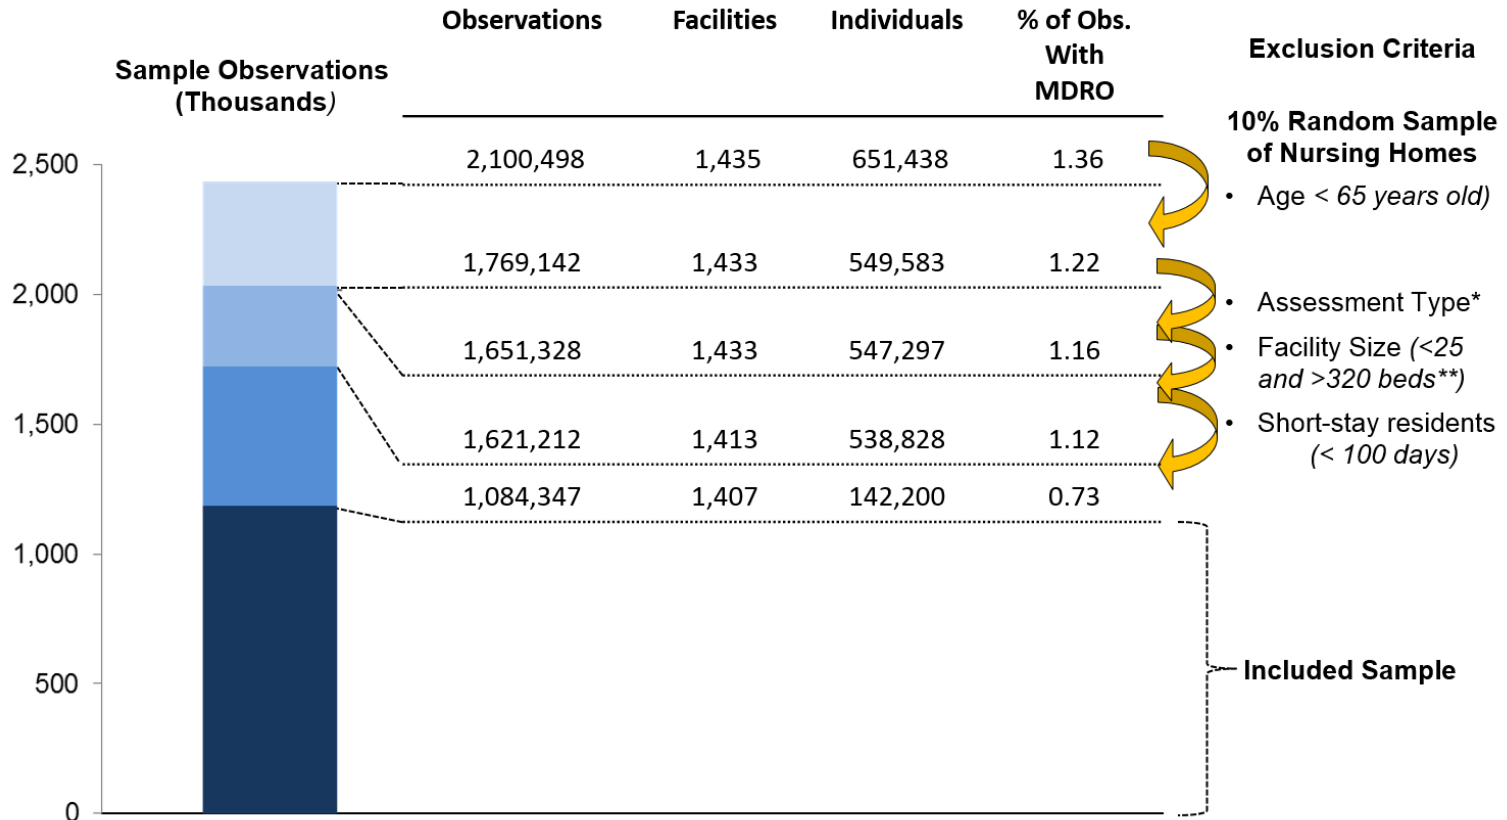 Observations Facilities Individuals % of Obs.
With
MDRO
Sample Observations
(Thousands)
Exclusion Criteria
10% Random Sample
of Nursing Homes
2,500
2,100,498 1,435 651,438 1.36
• Age < 65 years old)
1,769,142 1,433 549,583 1.22
2,000
• Assessment Type*
1,651,328 1,433 547,297 1.16
• Facility Size (<25
and >320 beds**)
1,500
1,621,212 1,413 538,828 1.12
• Short-stay residents
(< 100 days)
1,084,347 1,407 142,200 0.73
1,000
500
Included Sample
0